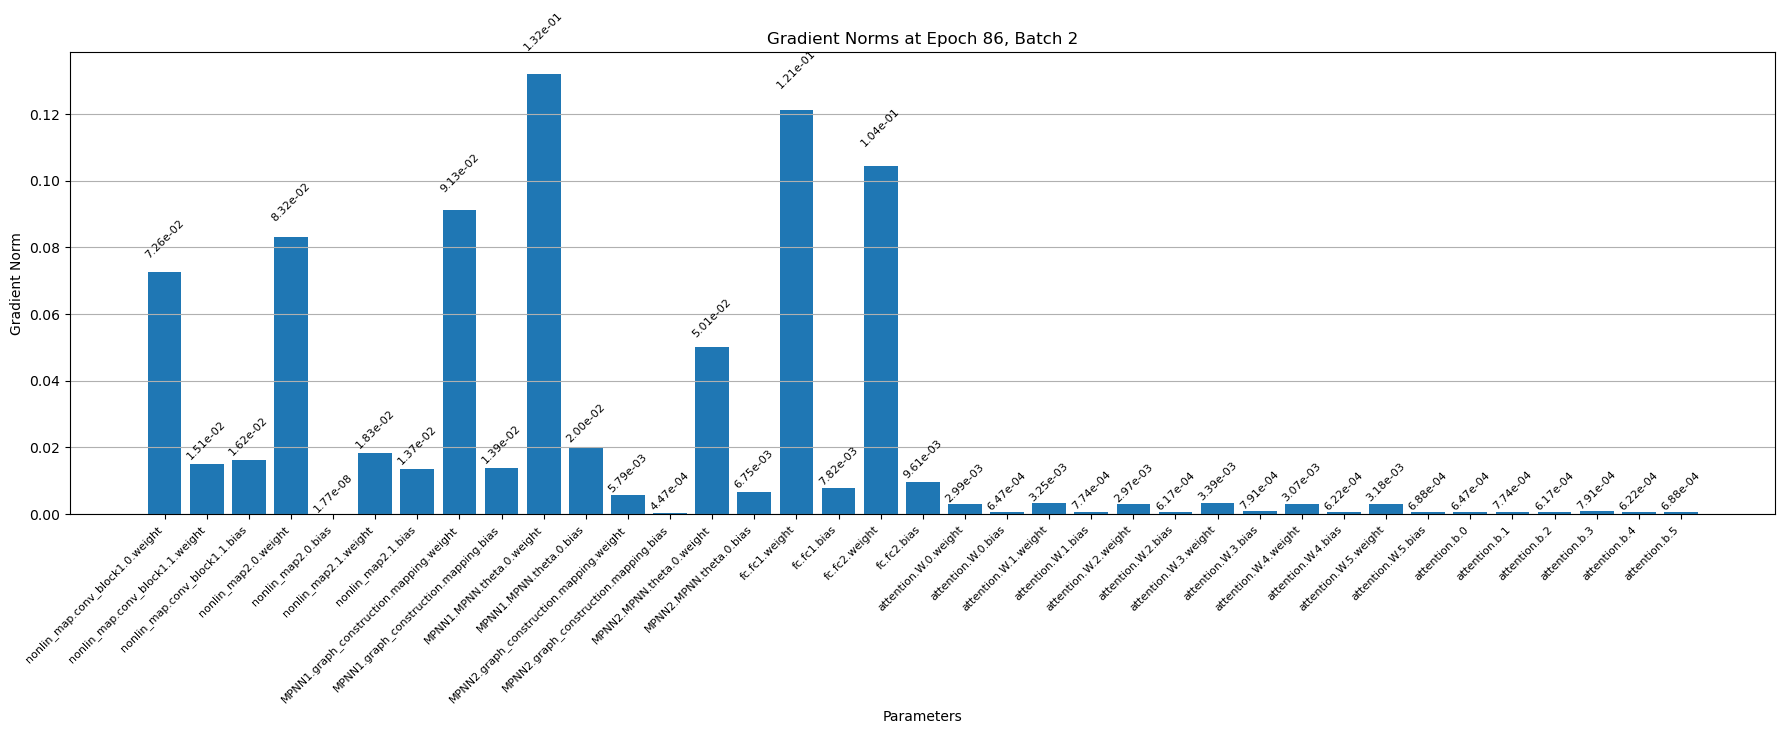 Gradient Norms at Epoch 86, Batch 2
Gradient Norm
0.12
0.10
0.08
0.06
0.04
0.02
0.00
7.26e-02
1.51e-02
1.62e-02
8.32e-02
1.77e-08
1.83e-02
1.37e-02
9.13e-02
1.39e-02
1.32e-01
2.00e-02
5.79e-03
4.47e-04
5.01e-02
6.75e-03
1.21e-01
7.82e-03
1.04e-01
9.61e-03
2.99e-03
6.47e-04
3.25e-03
7.74e-04
2.97e-03
6.17e-04
3.39e-03
7.91e-04
3.07e-03
6.22e-04
3.18e-03
6.88e-04
6.47e-04
7.74e-04
6.17e-04
7.91e-04
6.22e-04
6.88e-04
nonlin_map.conv_block1.0.weight
nonlin_map.conv_block1.1.weight
nonlin_map.conv_block1.1.bias
nonlin_map2.0.weight
nonlin_map2.0.bias
nonlin_map2.1.weight
nonlin_map2.1.bias
MPNN1.graph_construction.mapping.weight
MPNN1.graph_construction.mapping.bias
MPNN1.MPNN.theta.0.weight
MPNN1.MPNN.theta.0.bias
MPNN2.graph_construction.mapping.weight
MPNN2.graph_construction.mapping.bias
MPNN2.MPNN.theta.0.weight
MPNN2.MPNN.theta.0.bias
fc.fc1.weight
fc.fc1.bias
fc.fc2.weight
fc.fc2.bias
attention.W.0.weight
attention.W.0.bias
attention.W.1.weight
attention.W.1.bias
attention.W.2.weight
attention.W.2.bias
attention.W.3.weight
attention.W.3.bias
attention.W.4.weight
attention.W.4.bias
attention.W.5.weight
attention.W.5.bias
attention.b.0
attention.b.1
attention.b.2
attention.b.3
attention.b.4
attention.b.5
Parameters